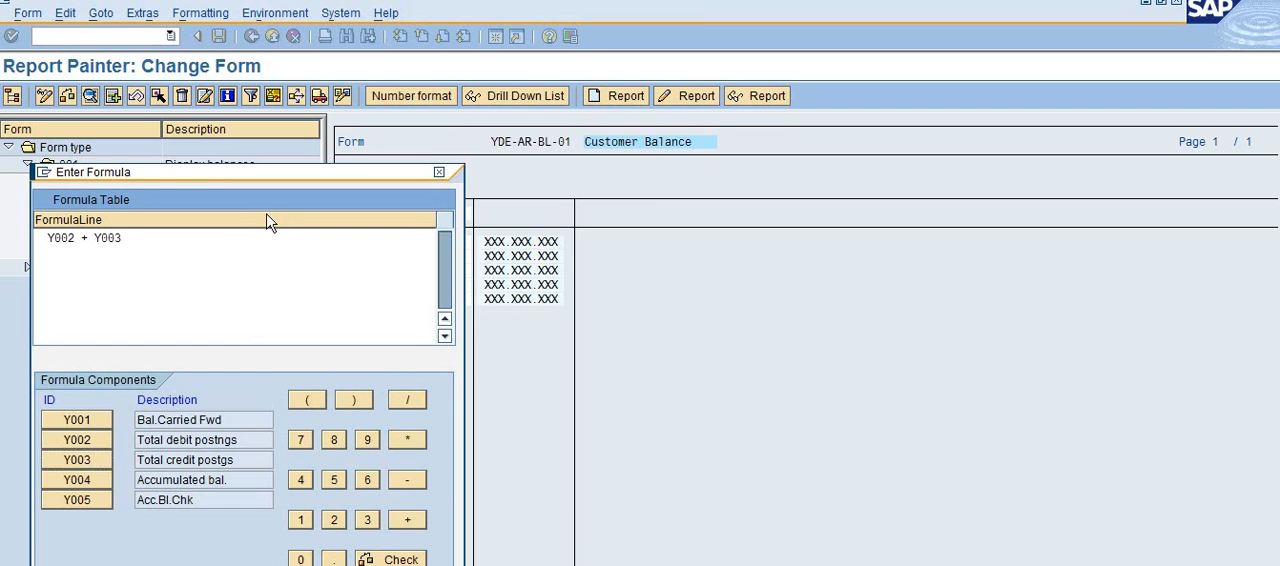 Form Edit Goto Extras Formatting Environment System Help
SAP
Report Painter: Change Form
Number format Drill Down List Report Report Report
Form Description
Form type
Form YDE-AR-BL-01 Customer Balance Page 1 / 1
001 Display balances
Enter Formula
Formula Table
FormulaLine
Y002 + Y003
XXX.XXX.XXX
XXX.XXX.XXX
XXX.XXX.XXX
XXX.XXX.XXX
XXX.XXX.XXX
Formula Components
ID Description ( ) /
Y001 Bal.Carried Fwd
Y002 Total debit postngs 7 8 9 *
Y003 Total credit postgs
Y004 Accumulated bal. 4 5 6 -
Y005 Acc.Bl.Chk
1 2 3 +
0 . Check